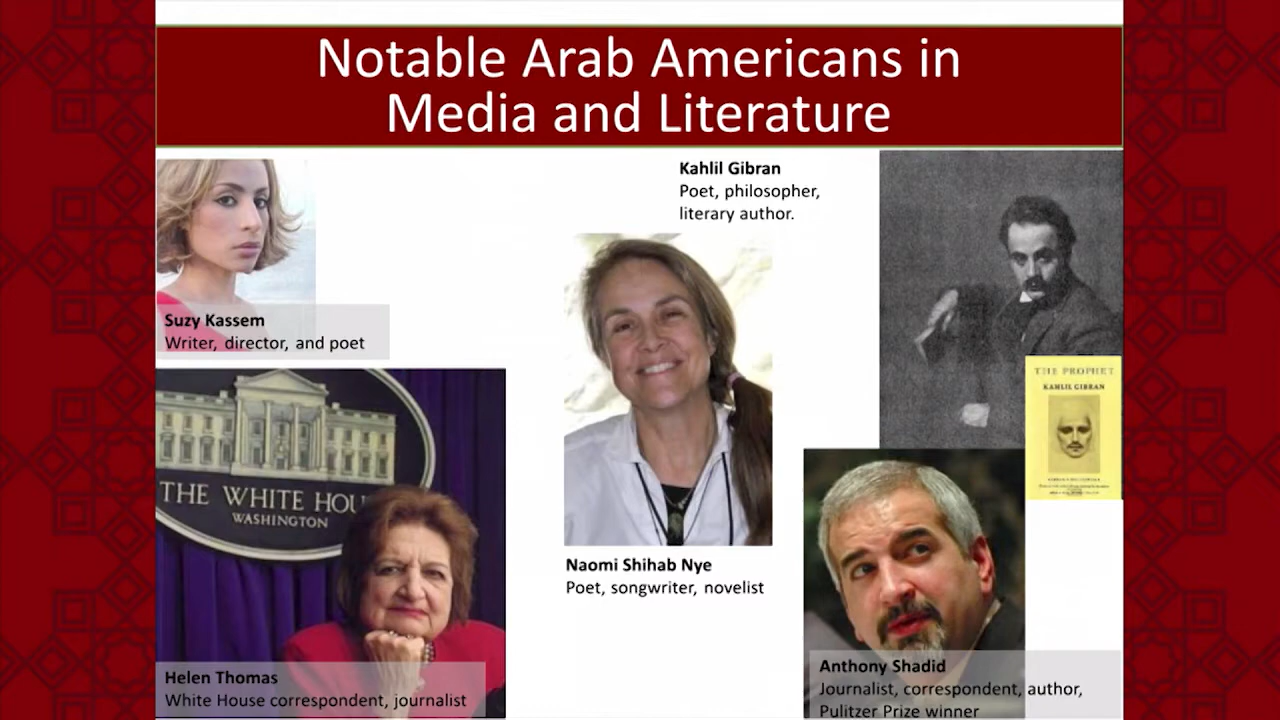 Notable Arab Americans in
Media and Literature
Kahlil Gibran
Poet, philosopher,
literary author.
Suzy Kassem
Writer, director, and poet
THE PROPHET
KAHLIL GIBRAN
THE WHITE HOU
WASHINGTON
Naomi Shihab Nye
Poet, songwriter, novelist
Helen Thomas
White House correspondent, journalist
Anthony Shadid
Journalist, correspondent, author,
Pulitzer Prize winner